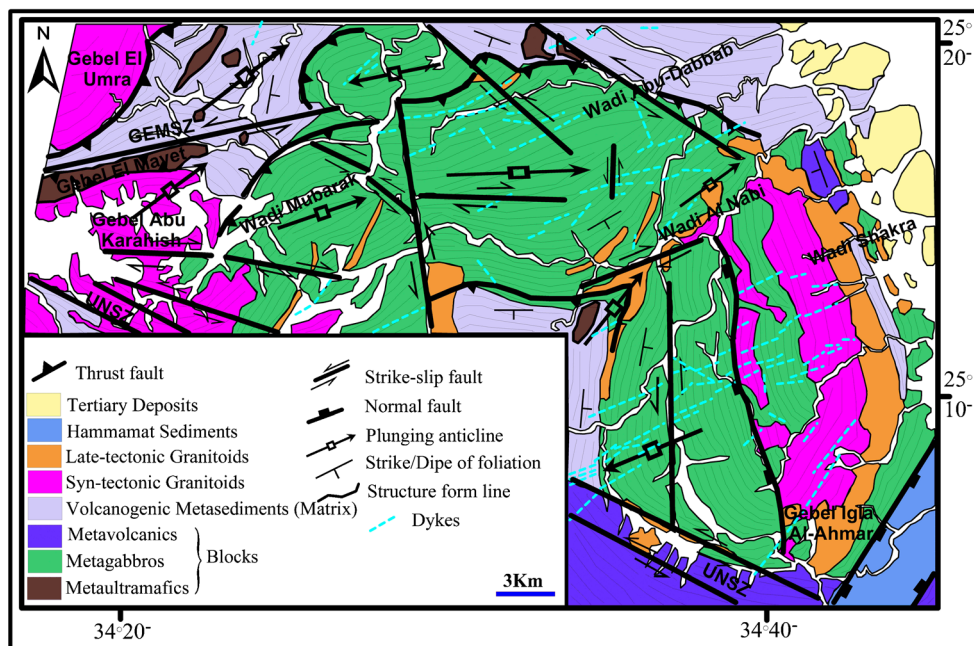 N
Gebel El
Umra
GEMSZ
Gebel El Mayet
Gebel Abu
Karahish
Wadi Mubarak
UNSZ
Wadi Abu-Dabbab
Wadi Al Nabi
Wadi Shakra
Gebel Igla
Al-Ahmar
UNSZ
25°
20-
25°
10-
34°20-
34°40-
Thrust fault
Tertiary Deposits
Hammamat Sediments
Late-tectonic Granitoids
Syn-tectonic Granitoids
Volcanogenic Metasediments (Matrix)
Metavolcanics
Metagabbros
Metaultramafics
Blocks
Strike-slip fault
Normal fault
Plunging anticline
Strike/Dipe of foliation
Structure form line
Dykes
3Km